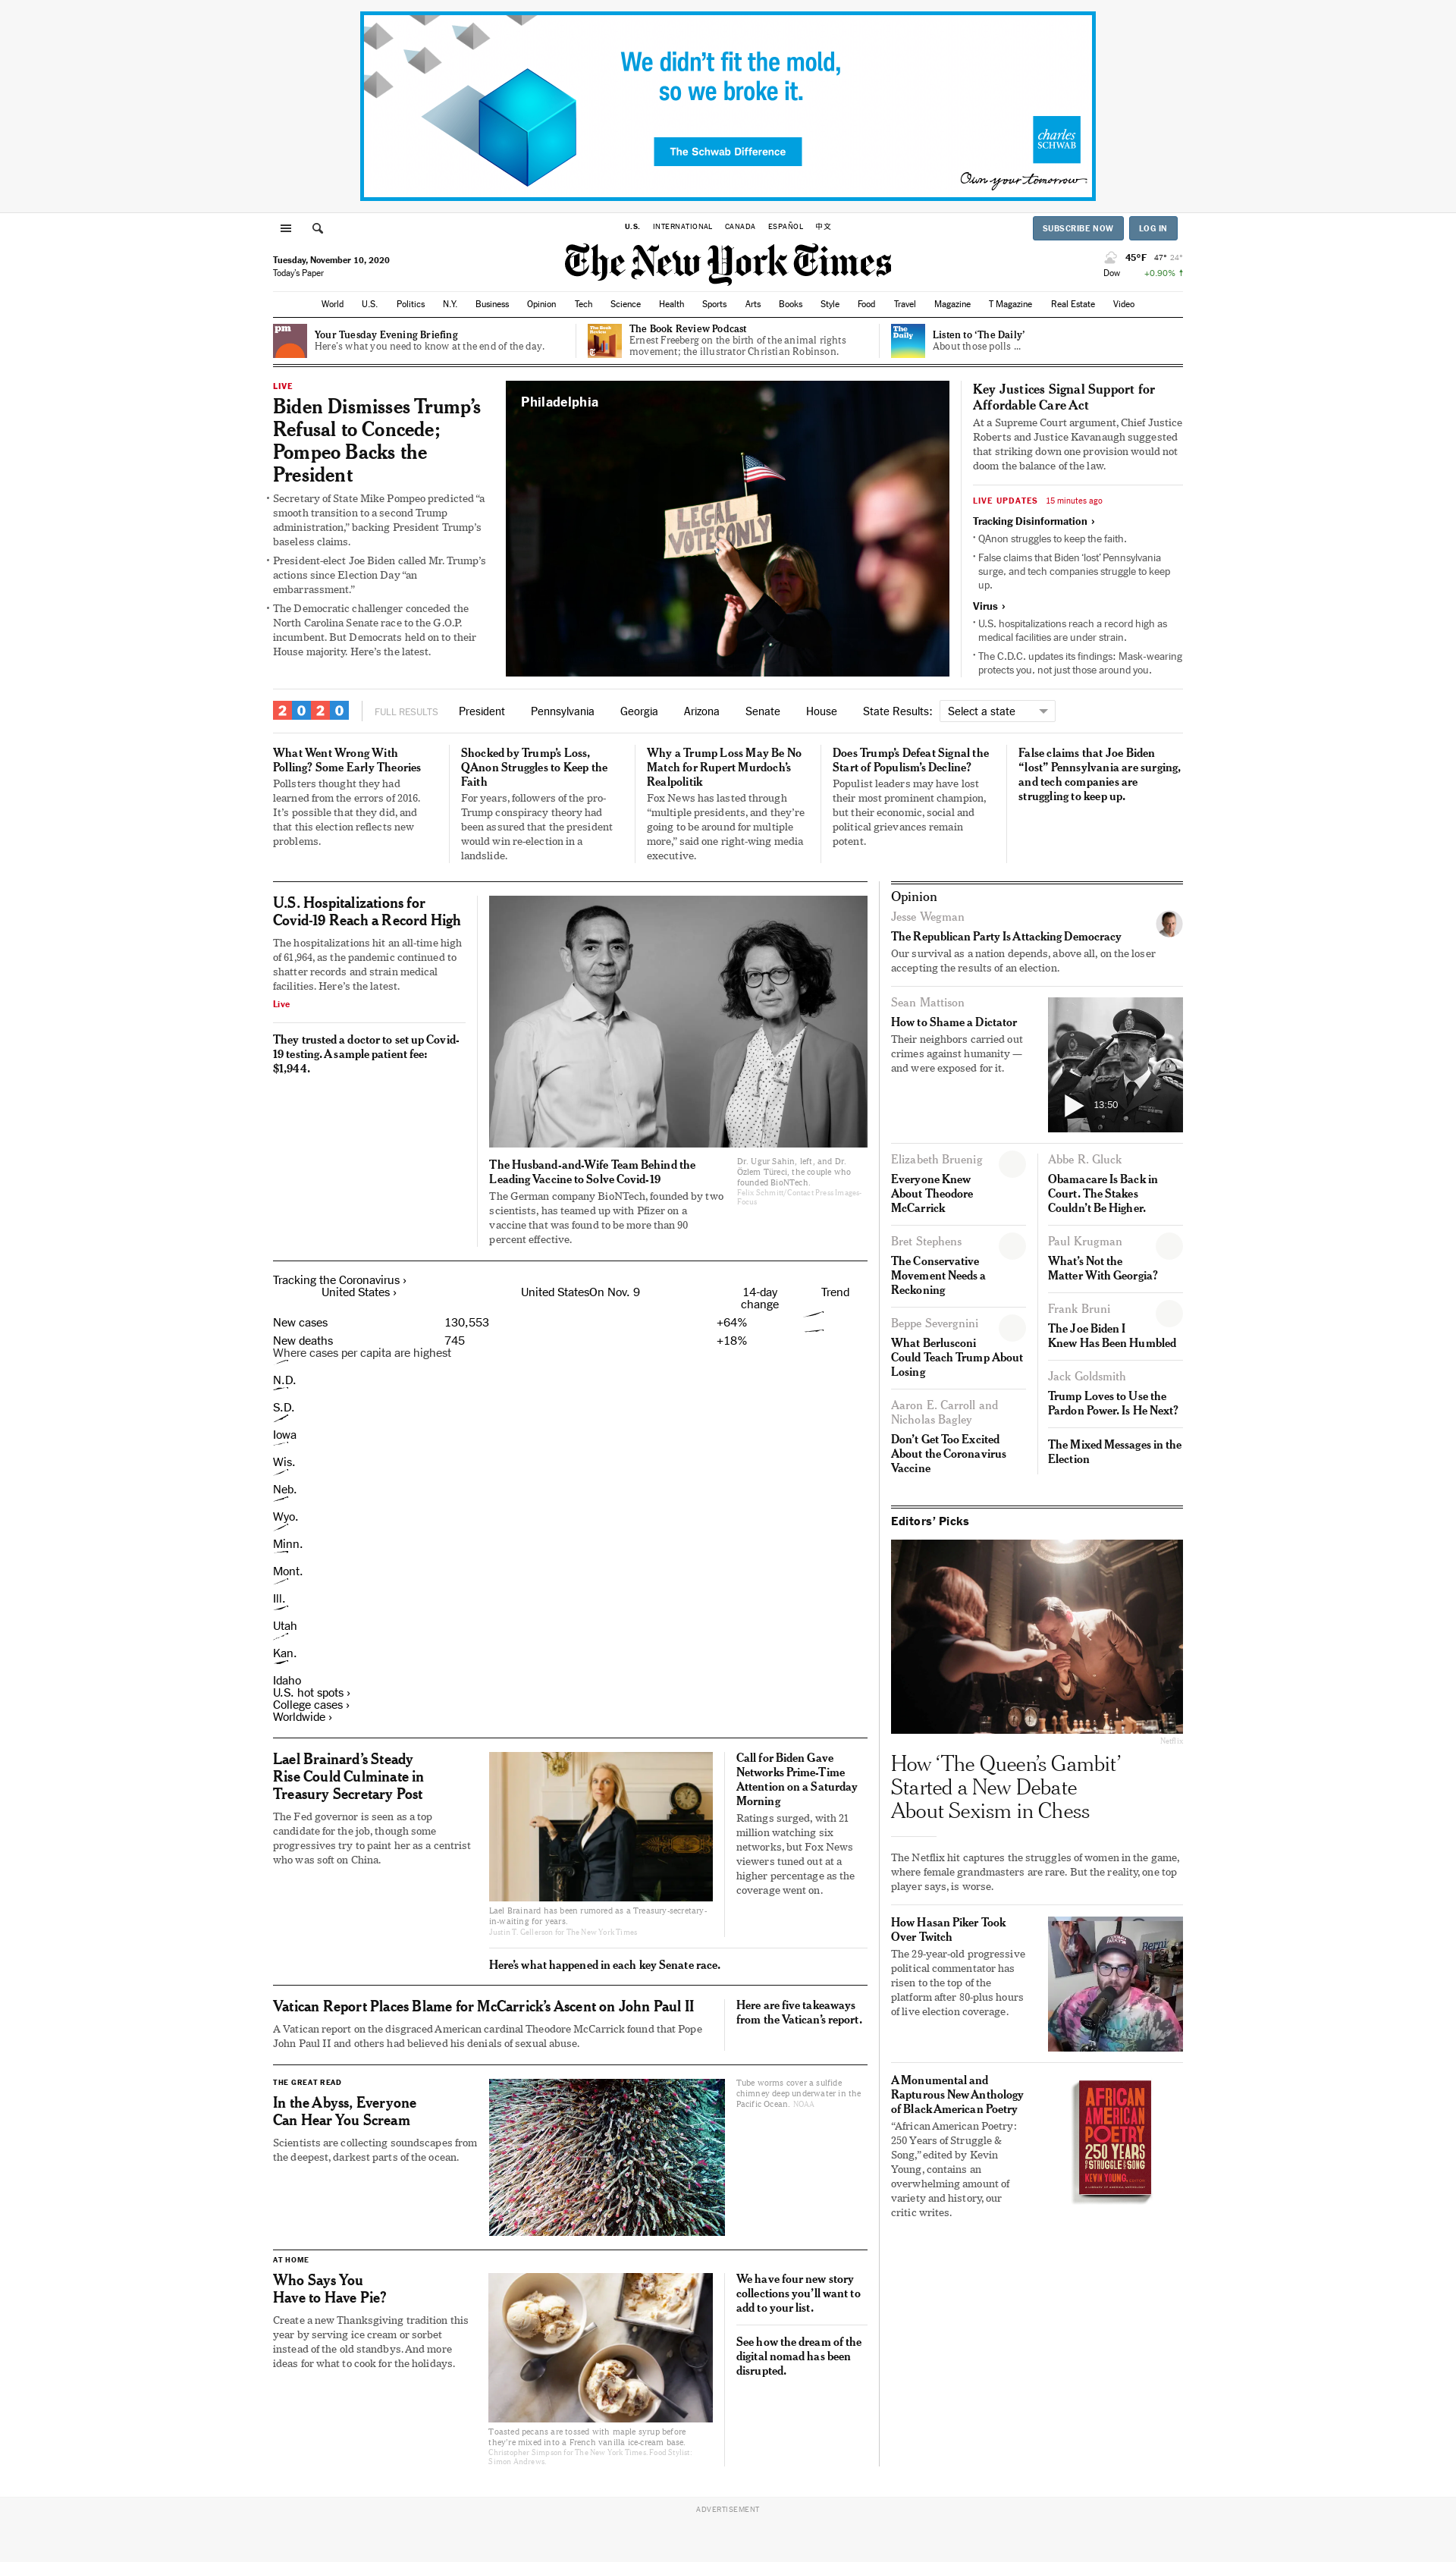 We didn't fit the mold,
so we broke it.
The Schwab Difference
charles
SCHWAB
Own your tomorrow.
U.S.
INTERNATIONAL
CANADA
ESPAÑOL
中文
SUBSCRIBE NOW
LOG IN
Tuesday, November 10, 2020
Today's Paper
The New York Times
45°F 47° 24°
Dow +0.90% ↑
World U.S. Politics N.Y. Business Opinion Tech Science Health Sports Arts Books Style Food Travel Magazine T Magazine Real Estate Video
pm
Your Tuesday Evening Briefing
Here's what you need to know at the end of the day.
The Book
Review
The Book Review Podcast
Ernest Freeberg on the birth of the animal rights
movement; the illustrator Christian Robinson.
The
Daily
Listen to ‘The Daily’
About those polls ...
LIVE
Biden Dismisses Trump’s
Refusal to Concede;
Pompeo Backs the
President
• Secretary of State Mike Pompeo predicted “a
smooth transition to a second Trump
administration,” backing President Trump’s
baseless claims.
• President-elect Joe Biden called Mr. Trump’s
actions since Election Day “an
embarrassment.”
• The Democratic challenger conceded the
North Carolina Senate race to the G.O.P.
incumbent. But Democrats held on to their
House majority. Here’s the latest.
Philadelphia
LEGAL
VOTES ONLY
Key Justices Signal Support for
Affordable Care Act
At a Supreme Court argument, Chief Justice
Roberts and Justice Kavanaugh suggested
that striking down one provision would not
doom the balance of the law.
LIVE UPDATES 15 minutes ago
Tracking Disinformation ›
• QAnon struggles to keep the faith.
• False claims that Biden ‘lost’ Pennsylvania
surge, and tech companies struggle to keep
up.
Virus ›
• U.S. hospitalizations reach a record high as
medical facilities are under strain.
• The C.D.C. updates its findings: Mask-wearing
protects you, not just those around you.
2020
FULL RESULTS President Pennsylvania Georgia Arizona Senate House State Results: Select a state
What Went Wrong With
Polling? Some Early Theories
Pollsters thought they had
learned from the errors of 2016.
It’s possible that they did, and
that this election reflects new
problems.
Shocked by Trump’s Loss,
QAnon Struggles to Keep the
Faith
For years, followers of the pro-
Trump conspiracy theory had
been assured that the president
would win re-election in a
landslide.
Why a Trump Loss May Be No
Match for Rupert Murdoch’s
Realpolitik
Fox News has lasted through
“multiple presidents, and they’re
going to be around for multiple
more,” said one right-wing media
executive.
Does Trump’s Defeat Signal the
Start of Populism’s Decline?
Populist leaders may have lost
their most prominent champion,
but their economic, social and
political grievances remain
potent.
False claims that Joe Biden
“lost” Pennsylvania are surging,
and tech companies are
struggling to keep up.
U.S. Hospitalizations for
Covid-19 Reach a Record High
The hospitalizations hit an all-time high
of 61,964, as the pandemic continued to
shatter records and strain medical
facilities. Here’s the latest.
Live
They trusted a doctor to set up Covid-
19 testing. A sample patient fee:
$1,944.
The Husband-and-Wife Team Behind the
Leading Vaccine to Solve Covid-19
The German company BioNTech, founded by two
scientists, has teamed up with Pfizer on a
vaccine that was found to be more than 90
percent effective.
Dr. Ugur Sahin, left, and Dr.
Özlem Türeci, the couple who
founded BioNTech.
Felix Schmitt/Contact Press Images-
Focus
Tracking the Coronavirus ›
United States › United StatesOn Nov. 9 14-day
change Trend
New cases 130,553 +64%
New deaths 745 +18%
Where cases per capita are highest
N.D.
S.D.
Iowa
Wis.
Neb.
Wyo.
Minn.
Mont.
Ill.
Utah
Kan.
Idaho
U.S. hot spots ›
College cases ›
Worldwide ›
Lael Brainard’s Steady
Rise Could Culminate in
Treasury Secretary Post
The Fed governor is seen as a top
candidate for the job, though some
progressives try to paint her as a centrist
who was soft on China.
Lael Brainard has been rumored as a Treasury-secretary-
in-waiting for years.
Justin T. Gellerson for The New York Times
Call for Biden Gave
Networks Prime-Time
Attention on a Saturday
Morning
Ratings surged, with 21
million watching six
networks, but Fox News
viewers tuned out at a
higher percentage as the
coverage went on.
Here’s what happened in each key Senate race.
Vatican Report Places Blame for McCarrick’s Ascent on John Paul II
A Vatican report on the disgraced American cardinal Theodore McCarrick found that Pope
John Paul II and others had believed his denials of sexual abuse.
Here are five takeaways
from the Vatican’s report.
THE GREAT READ
In the Abyss, Everyone
Can Hear You Scream
Scientists are collecting soundscapes from
the deepest, darkest parts of the ocean.
Tube worms cover a sulfide
chimney deep underwater in the
Pacific Ocean. NOAA
AT HOME
Who Says You
Have to Have Pie?
Create a new Thanksgiving tradition this
year by serving ice cream or sorbet
instead of the old standbys. And more
ideas for what to cook for the holidays.
Toasted pecans are tossed with maple syrup before
they’re mixed into a French vanilla ice-cream base.
Christopher Simpson for The New York Times. Food Stylist:
Simon Andrews.
We have four new story
collections you’ll want to
add to your list.
See how the dream of the
digital nomad has been
disrupted.
Opinion
Jesse Wegman
The Republican Party Is Attacking Democracy
Our survival as a nation depends, above all, on the loser
accepting the results of an election.
Sean Mattison
How to Shame a Dictator
Their neighbors carried out
crimes against humanity —
and were exposed for it.
13:50
Elizabeth Bruenig
Everyone Knew
About Theodore
McCarrick
Bret Stephens
The Conservative
Movement Needs a
Reckoning
Beppe Severgnini
What Berlusconi
Could Teach Trump About
Losing
Aaron E. Carroll and
Nicholas Bagley
Don’t Get Too Excited
About the Coronavirus
Vaccine
Abbe R. Gluck
Obamacare Is Back in
Court. The Stakes
Couldn’t Be Higher.
Paul Krugman
What’s Not the
Matter With Georgia?
Frank Bruni
The Joe Biden I
Knew Has Been Humbled
Jack Goldsmith
Trump Loves to Use the
Pardon Power. Is He Next?
The Mixed Messages in the
Election
Editors’ Picks
Netflix
How ‘The Queen’s Gambit’
Started a New Debate
About Sexism in Chess
The Netflix hit captures the struggles of women in the game,
where female grandmasters are rare. But the reality, one top
player says, is worse.
How Hasan Piker Took
Over Twitch
The 29-year-old progressive
political commentator has
risen to the top of the
platform after 80-plus hours
of live election coverage.
Berni
A Monumental and
Rapturous New Anthology
of Black American Poetry
“African American Poetry:
250 Years of Struggle &
Song,” edited by Kevin
Young, contains an
overwhelming amount of
variety and history, our
critic writes.
AFRICAN
AMERICAN
POETRY
250 YEARS
OF STRUGGLE & SONG
KEVIN YOUNG,
ADVERTISEMENT